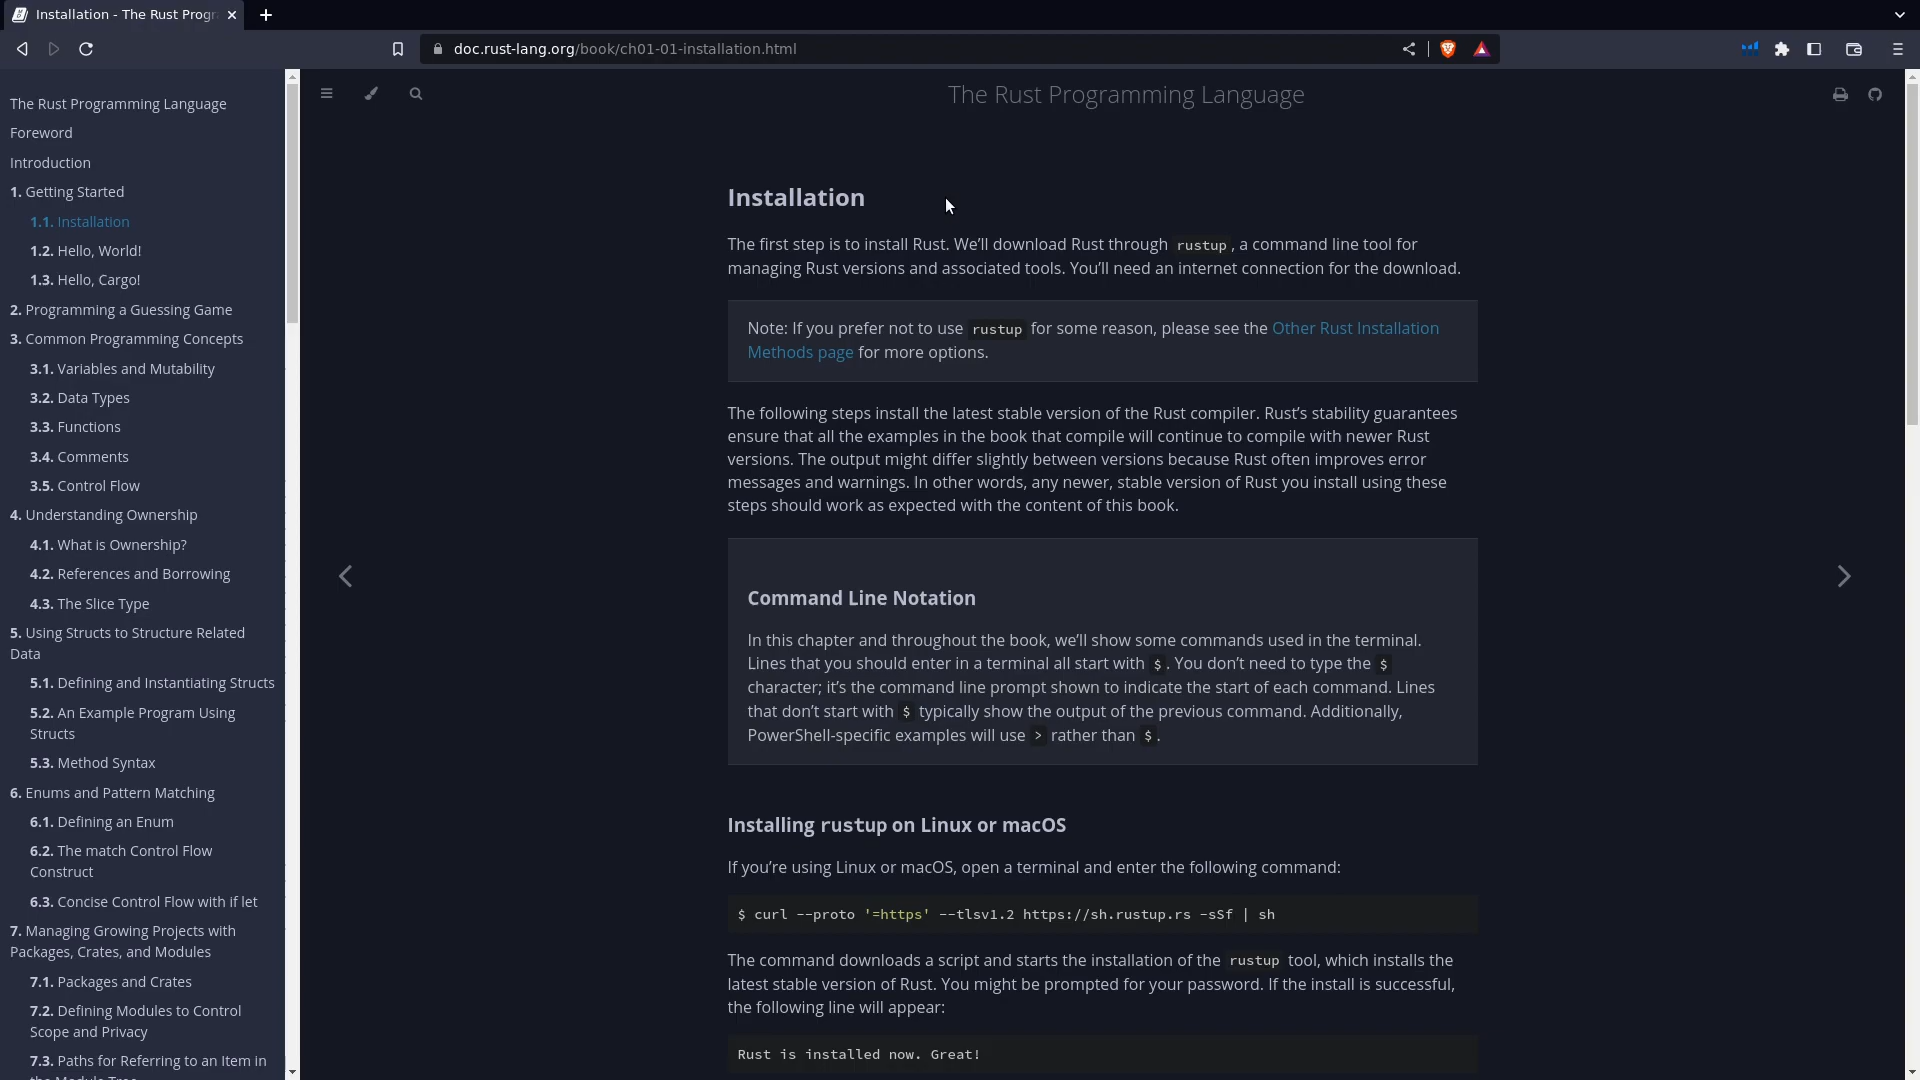 Installation - The Rust Progr
doc.rust-lang.org/book/ch01-01-installation.html
The Rust Programming Language
Foreword
Introduction
1. Getting Started
1.1. Installation
1.2. Hello, World!
1.3. Hello, Cargo!
2. Programming a Guessing Game
3. Common Programming Concepts
3.1. Variables and Mutability
3.2. Data Types
3.3. Functions
3.4. Comments
3.5. Control Flow
4. Understanding Ownership
4.1. What is Ownership?
4.2. References and Borrowing
4.3. The Slice Type
5. Using Structs to Structure Related
Data
5.1. Defining and Instantiating Structs
5.2. An Example Program Using
Structs
5.3. Method Syntax
6. Enums and Pattern Matching
6.1. Defining an Enum
6.2. The match Control Flow
Construct
6.3. Concise Control Flow with if let
7. Managing Growing Projects with
Packages, Crates, and Modules
7.1. Packages and Crates
7.2. Defining Modules to Control
Scope and Privacy
7.3. Paths for Referring to an Item in
the Module Tree
The Rust Programming Language
Installation
The first step is to install Rust. We’ll download Rust through rustup, a command line tool for
managing Rust versions and associated tools. You’ll need an internet connection for the download.
Note: If you prefer not to use rustup for some reason, please see the Other Rust Installation
Methods page for more options.
The following steps install the latest stable version of the Rust compiler. Rust’s stability guarantees
ensure that all the examples in the book that compile will continue to compile with newer Rust
versions. The output might differ slightly between versions because Rust often improves error
messages and warnings. In other words, any newer, stable version of Rust you install using these
steps should work as expected with the content of this book.
Command Line Notation
In this chapter and throughout the book, we’ll show some commands used in the terminal.
Lines that you should enter in a terminal all start with $. You don’t need to type the $
character; it’s the command line prompt shown to indicate the start of each command. Lines
that don’t start with $ typically show the output of the previous command. Additionally,
PowerShell-specific examples will use > rather than $.
Installing rustup on Linux or macOS
If you’re using Linux or macOS, open a terminal and enter the following command:
$ curl --proto '=https' --tlsv1.2 https://sh.rustup.rs -sSf | sh
The command downloads a script and starts the installation of the rustup tool, which installs the
latest stable version of Rust. You might be prompted for your password. If the install is successful,
the following line will appear:
Rust is installed now. Great!